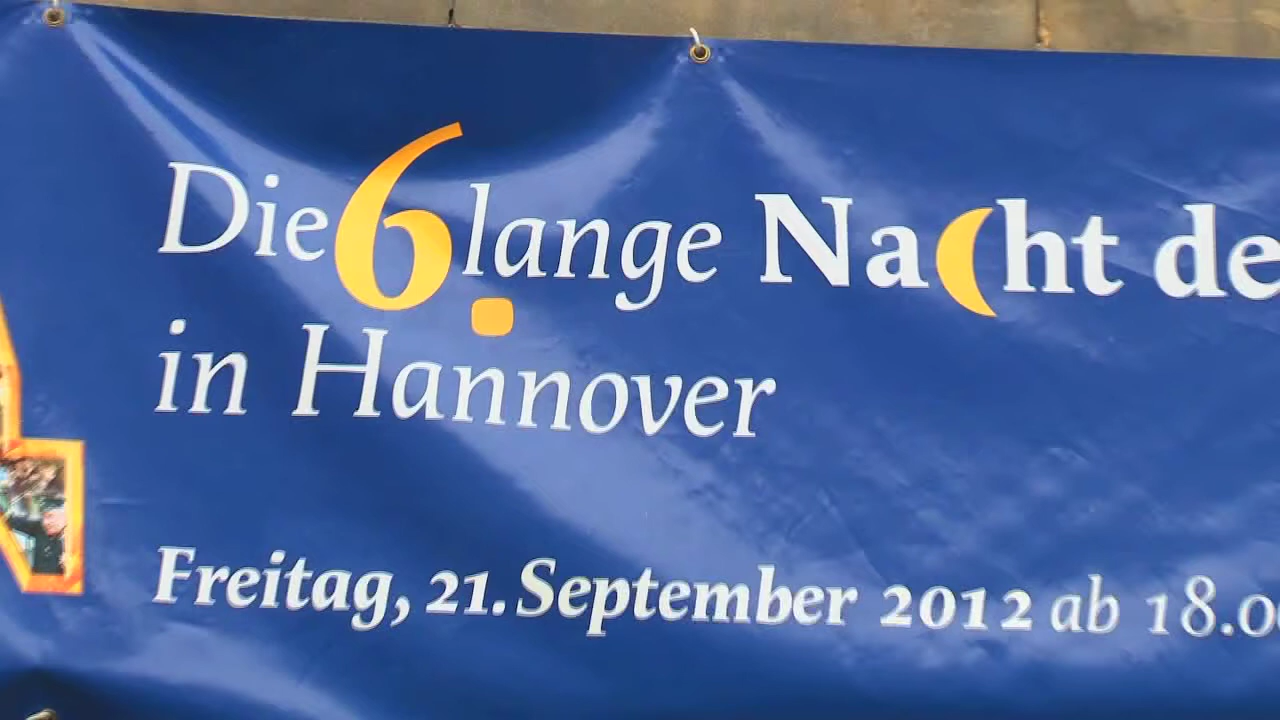 Die 6. lange Nacht de
in Hannover
Freitag, 21. September 2012 ab 18.0